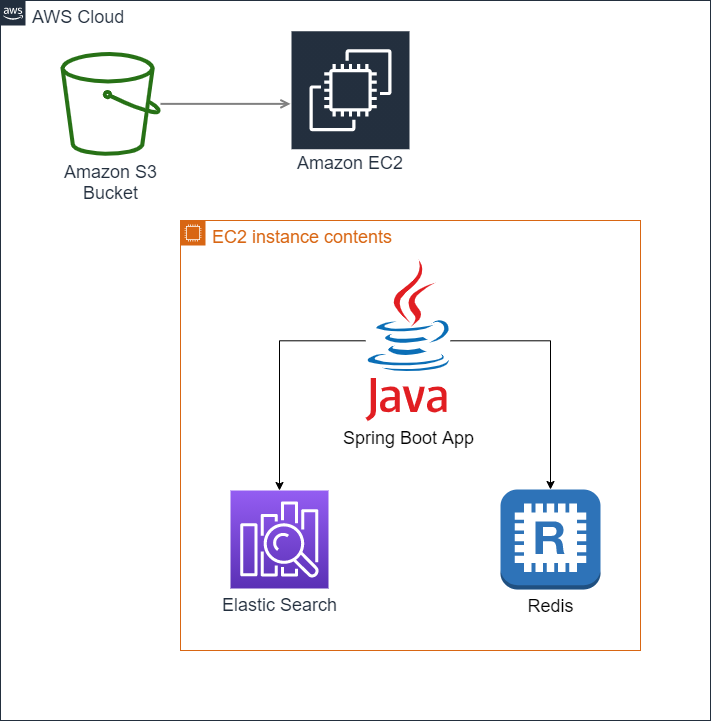 aws
AWS Cloud
Amazon S3
Bucket
Amazon EC2
EC2 instance contents
Java
Spring Boot App
R
Elastic Search
Redis